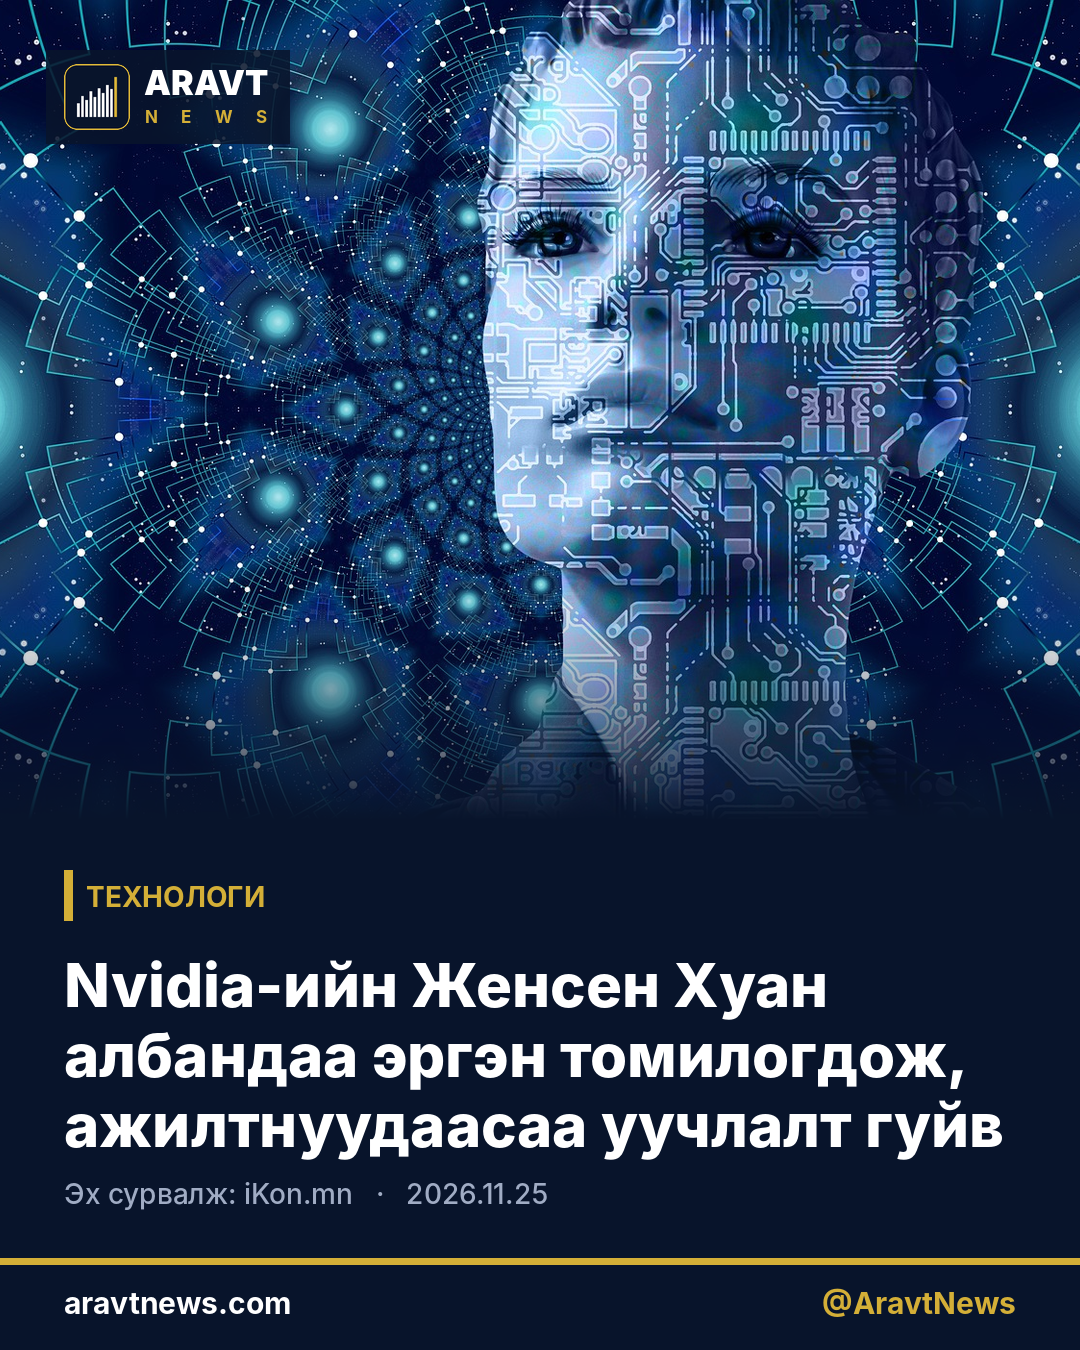 ARAVT
NEWS
ТЕХНОЛОГИ
Nvidia-ийн Женсен Хуан
албандаа эргэн томилогдож,
ажилтнуудаасаа уучлалт гуйв
Эх сурвалж: iKon.mn · 2026.11.25
aravtnews.com
@AravtNews